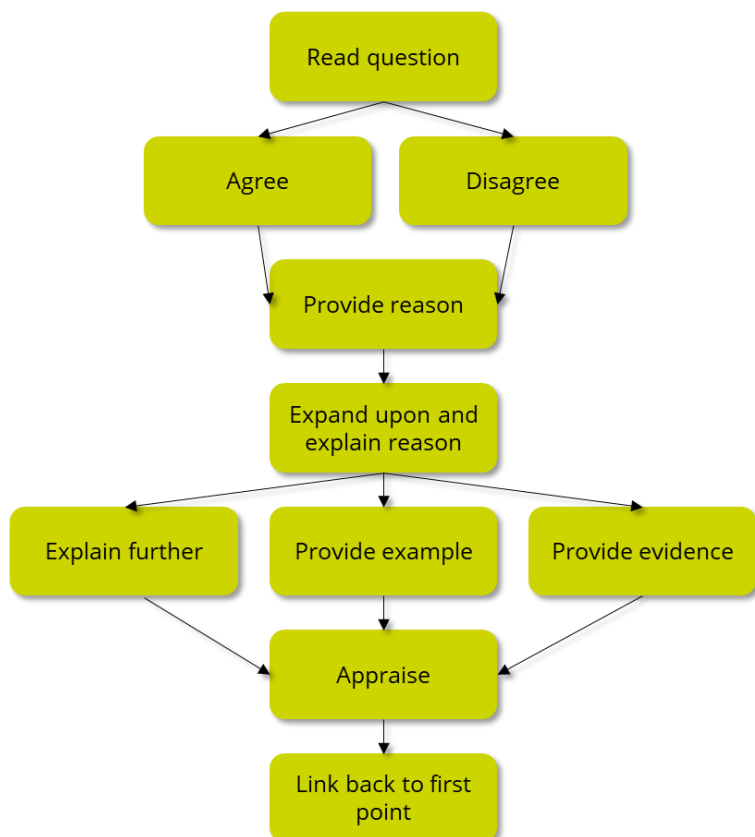 Read question
Agree
Disagree
Provide reason
Expand upon and
explain reason
Explain further
Provide example
Provide evidence
Appraise
Link back to first
point